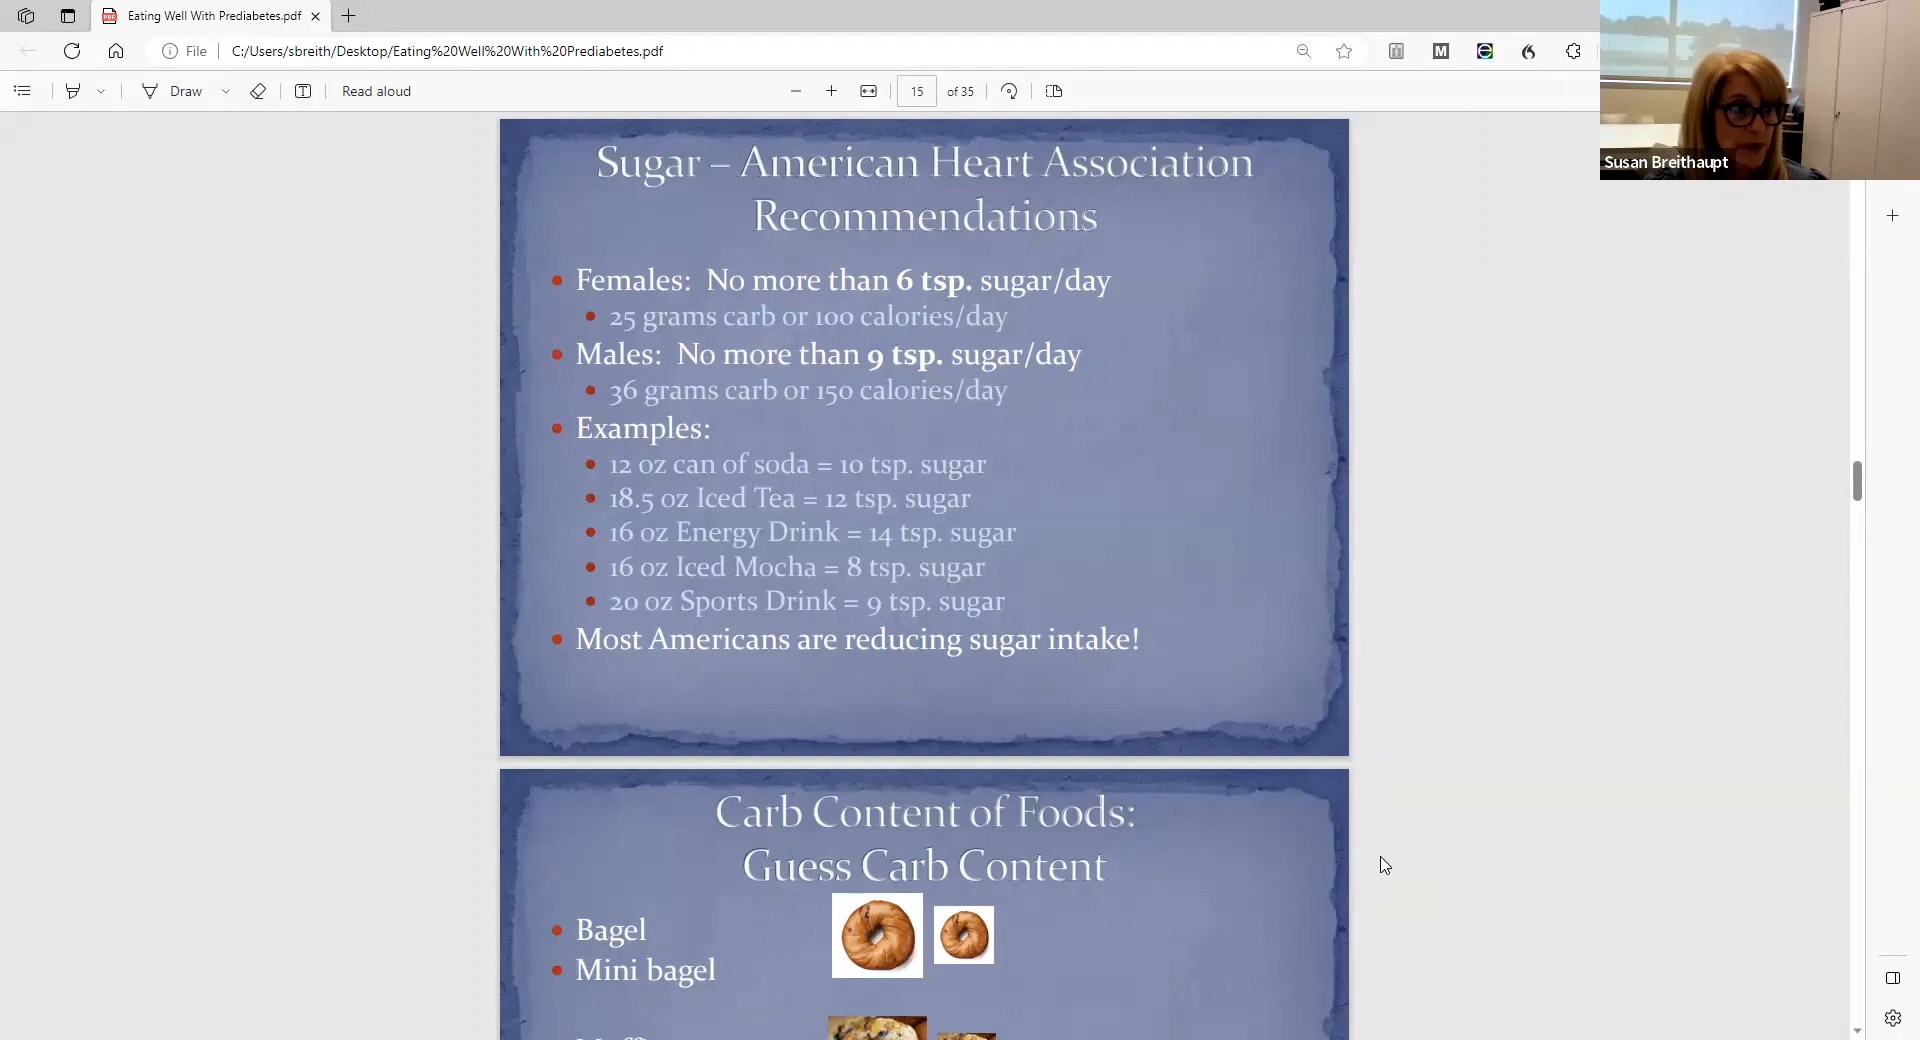 Eating Well With Prediabetes.pdf
File
C:/Users/sbreith/Desktop/Eating%20Well%20With%20Prediabetes.pdf
M
Draw
Read aloud
15
of 35
Susan Breithaupt
Sugar – American Heart Association
Recommendations
• Females: No more than 6 tsp. sugar/day
• 25 grams carb or 100 calories/day
• Males: No more than 9 tsp. sugar/day
• 36 grams carb or 150 calories/day
• Examples:
• 12 oz can of soda = 10 tsp. sugar
• 18.5 oz Iced Tea = 12 tsp. sugar
• 16 oz Energy Drink = 14 tsp. sugar
• 16 oz Iced Mocha = 8 tsp. sugar
• 20 oz Sports Drink = 9 tsp. sugar
• Most Americans are reducing sugar intake!
Carb Content of Foods:
Guess Carb Content
• Bagel
• Mini bagel